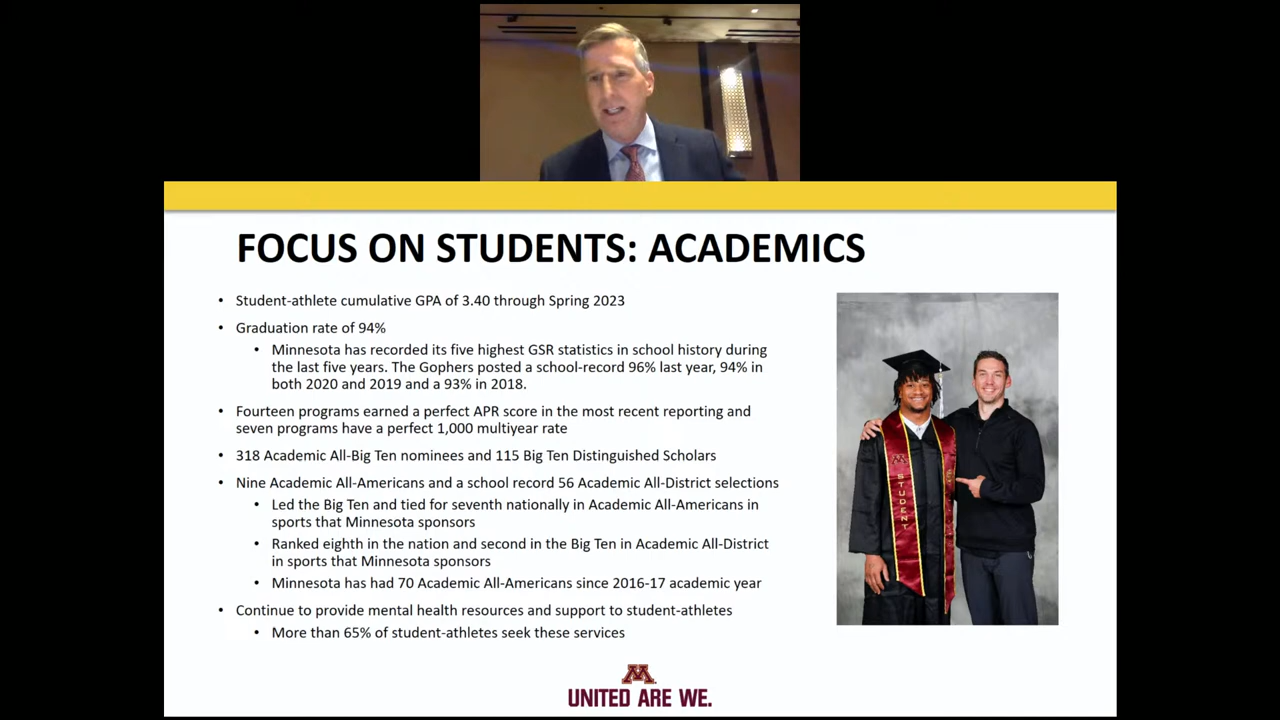 FOCUS ON STUDENTS: ACADEMICS
• Student-athlete cumulative GPA of 3.40 through Spring 2023
• Graduation rate of 94%
• Minnesota has recorded its five highest GSR statistics in school history during
the last five years. The Gophers posted a school-record 96% last year, 94% in
both 2020 and 2019 and a 93% in 2018.
• Fourteen programs earned a perfect APR score in the most recent reporting and
seven programs have a perfect 1,000 multiyear rate
• 318 Academic All-Big Ten nominees and 115 Big Ten Distinguished Scholars
• Nine Academic All-Americans and a school record 56 Academic All-District selections
• Led the Big Ten and tied for seventh nationally in Academic All-Americans in
sports that Minnesota sponsors
• Ranked eighth in the nation and second in the Big Ten in Academic All-District
in sports that Minnesota sponsors
• Minnesota has had 70 Academic All-Americans since 2016-17 academic year
• Continue to provide mental health resources and support to student-athletes
• More than 65% of student-athletes seek these services
M
STUDENT
M
UNITED ARE WE.